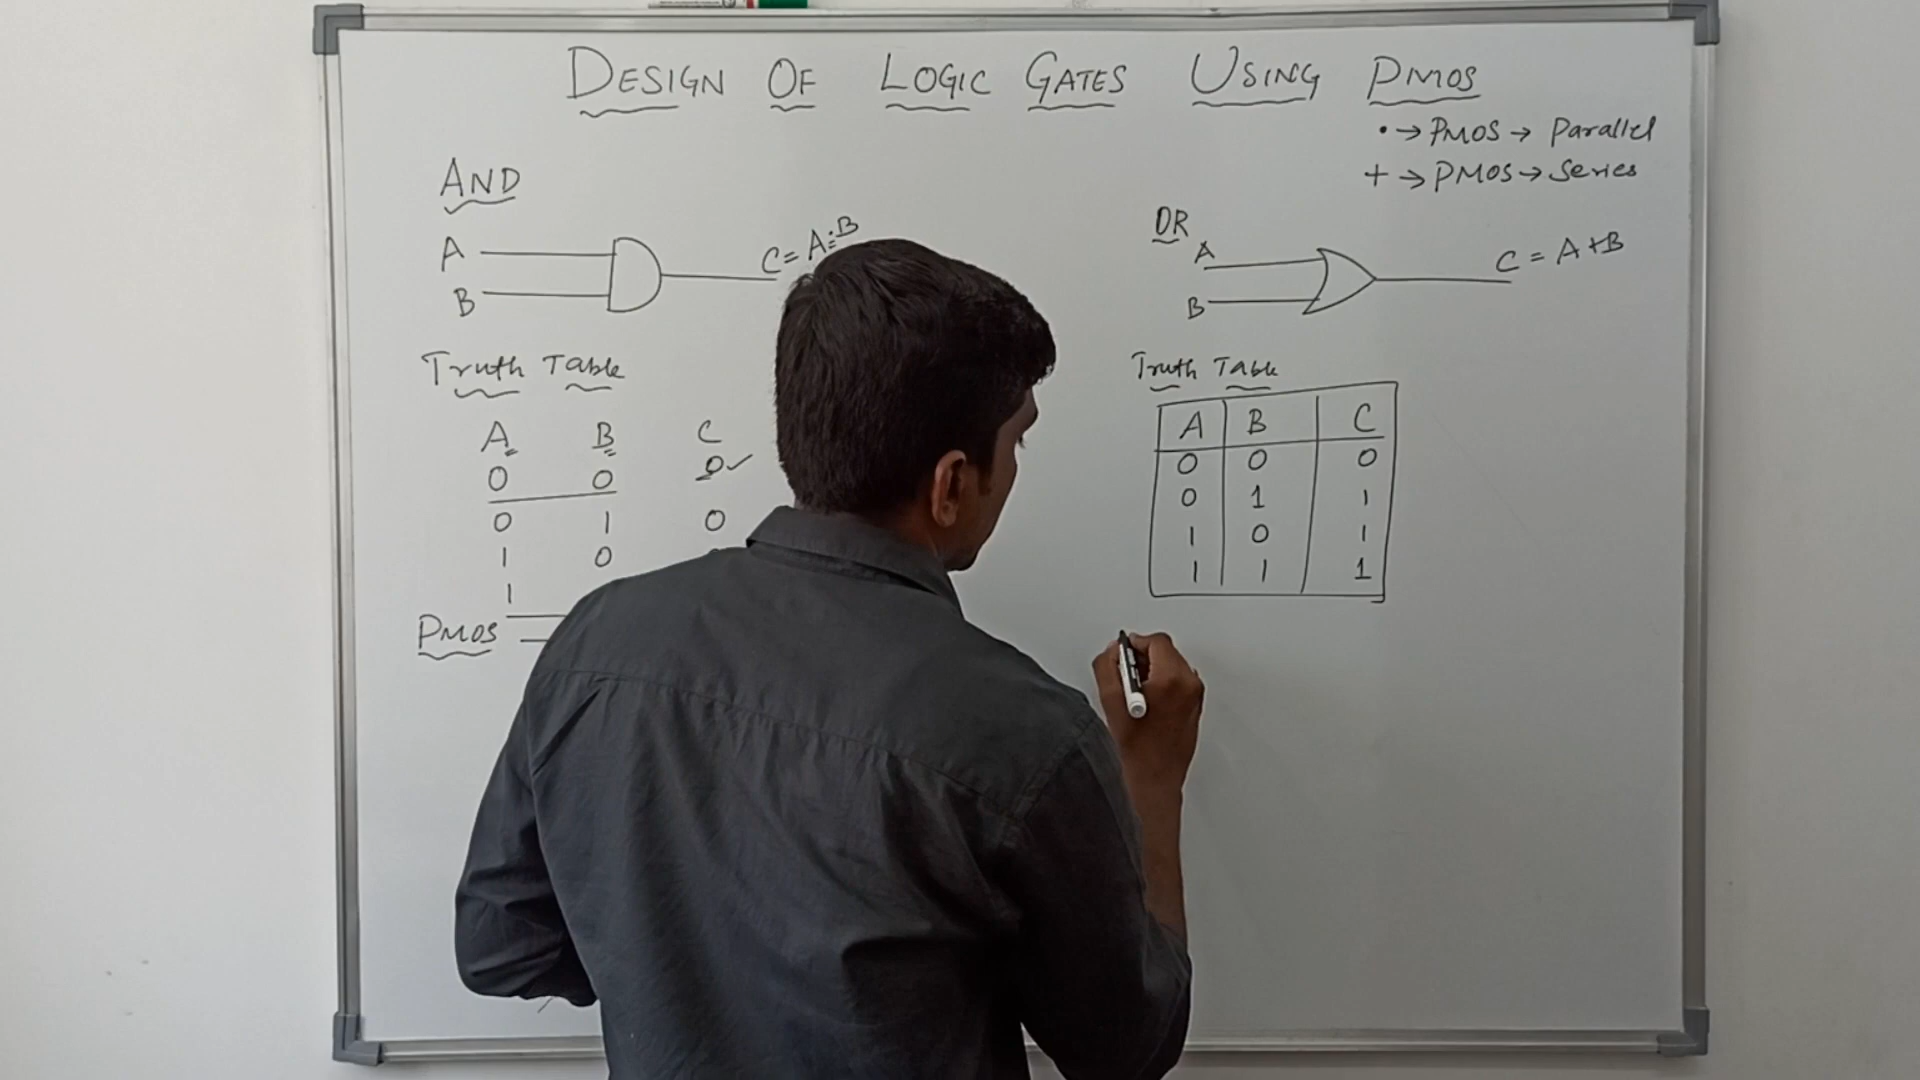 DESIGN OF LOGIC GATES USING PMOS
• → PMOS → Parallel
+ → PMOS → Series
AND
A
B
C = A·B
Truth Table
A B C
0 0 0 ✓
0 1 0
1 0
1
PMOS
OR
A
B
C = A+B
Truth Table
A B C
0 0 0
0 1 1
1 0 1
1 1 1